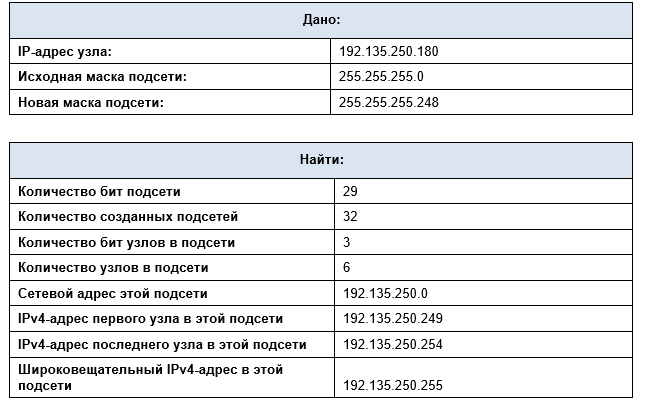 Дано:
IP-адрес узла: 192.135.250.180
Исходная маска подсети: 255.255.255.0
Новая маска подсети: 255.255.255.248
Найти:
Количество бит подсети 29
Количество созданных подсетей 32
Количество бит узлов в подсети 3
Количество узлов в подсети 6
Сетевой адрес этой подсети 192.135.250.0
IPv4-адрес первого узла в этой подсети 192.135.250.249
IPv4-адрес последнего узла в этой подсети 192.135.250.254
Широковещательный IPv4-адрес в этой
подсети 192.135.250.255